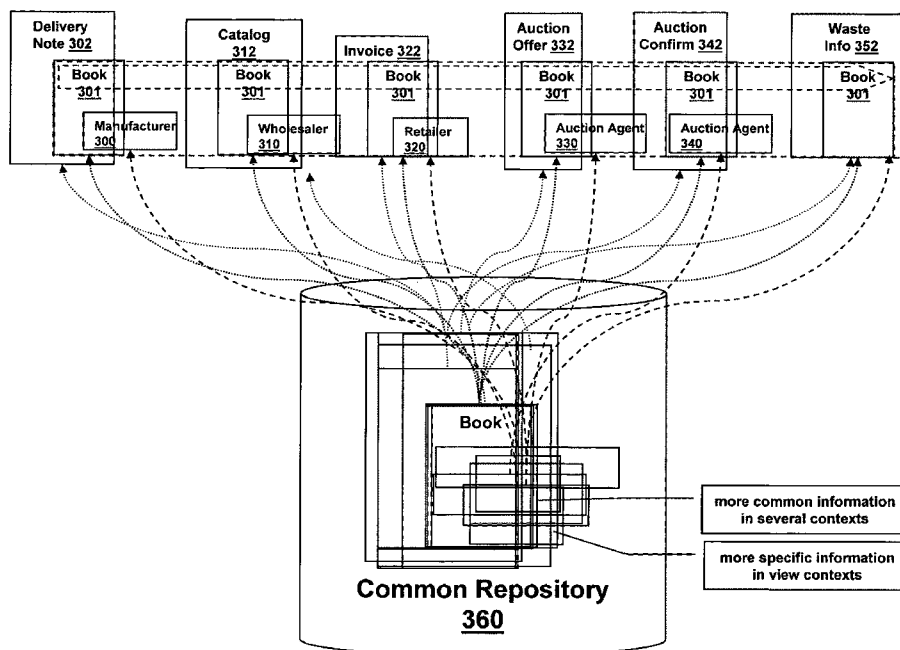 Delivery
Note 302
Book
301
Manufacturer
300
Catalog
312
Book
301
Wholesaler
310
Invoice 322
Book
301
Retailer
320
Auction
Offer 332
Book
301
Auction Agent
330
Auction
Confirm 342
Book
301
Auction Agent
340
Waste
Info 352
Book
301
Book
more common information
in several contexts
more specific information
in view contexts
Common Repository
360